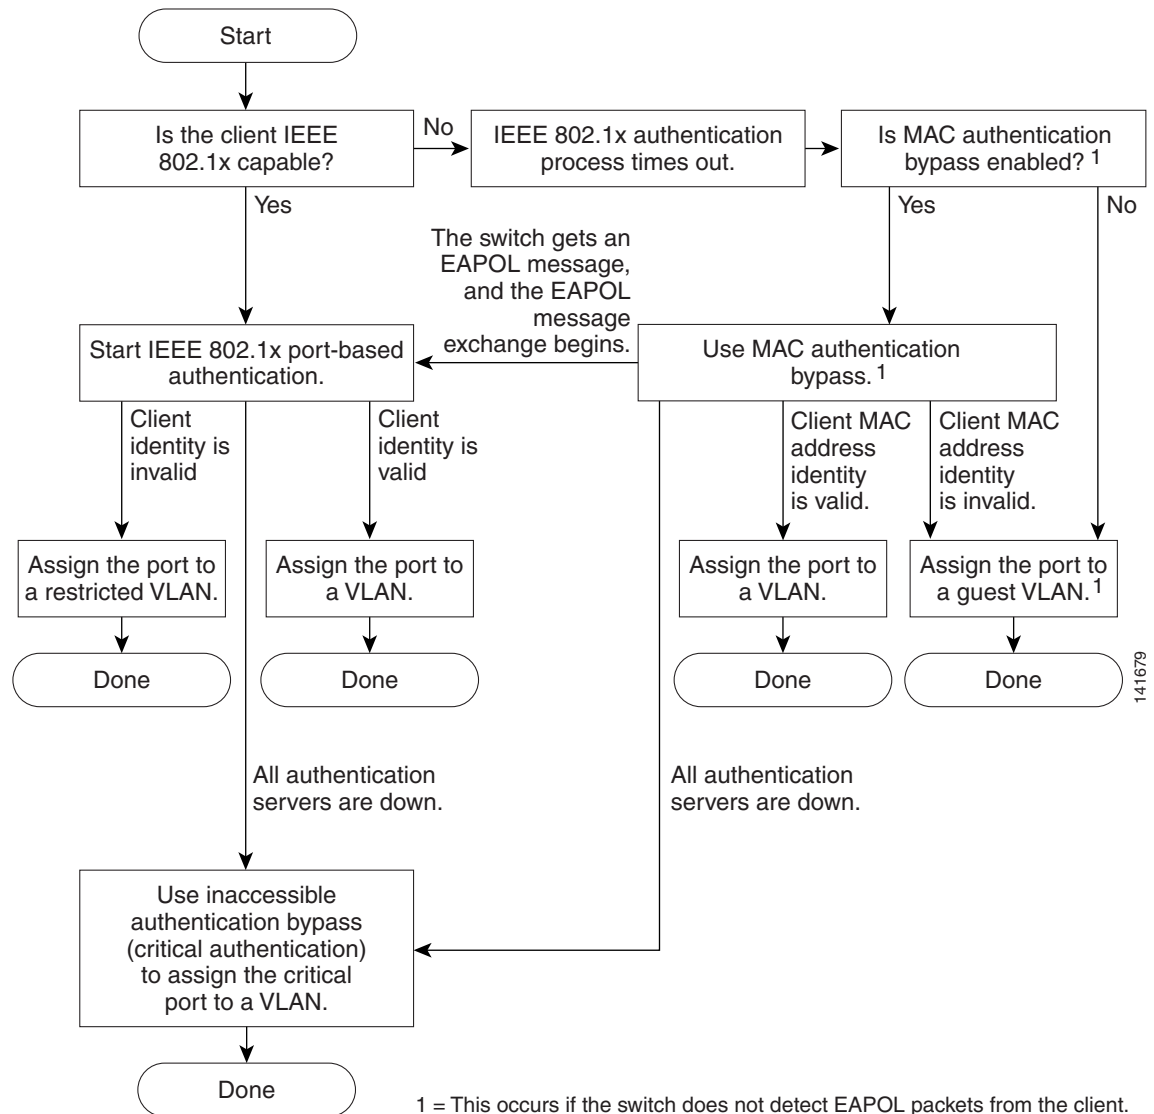 Start
Is the client IEEE
802.1x capable?
No
IEEE 802.1x authentication
process times out.
Is MAC authentication
bypass enabled? 1
Yes
Yes
No
The switch gets an
EAPOL message,
and the EAPOL
message
exchange begins.
Start IEEE 802.1x port-based
authentication.
Use MAC authentication
bypass. 1
Client
identity is
invalid
Client
identity is
valid
Client MAC
address
identity
is valid.
Client MAC
address
identity
is invalid.
Assign the port to
a restricted VLAN.
Assign the port to
a VLAN.
Assign the port to
a VLAN.
Assign the port to
a guest VLAN. 1
Done
Done
Done
Done
141679
All authentication
servers are down.
All authentication
servers are down.
Use inaccessible
authentication bypass
(critical authentication)
to assign the critical
port to a VLAN.
Done
1 = This occurs if the switch does not detect EAPOL packets from the client.